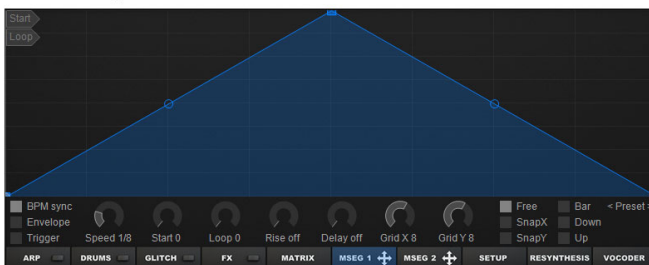 Start
Loop
BPM sync
Envelope
Trigger
Speed 1/8
Start 0
Loop 0
Rise off
Delay off
Grid X 8
Grid Y 8
Free
SnapX
SnapY
Bar
Down
Up
< Preset >
ARP
DRUMS
GLITCH
FX
MATRIX
MSEG 1
MSEG 2
SETUP
RESYNTHESIS
VOCODER